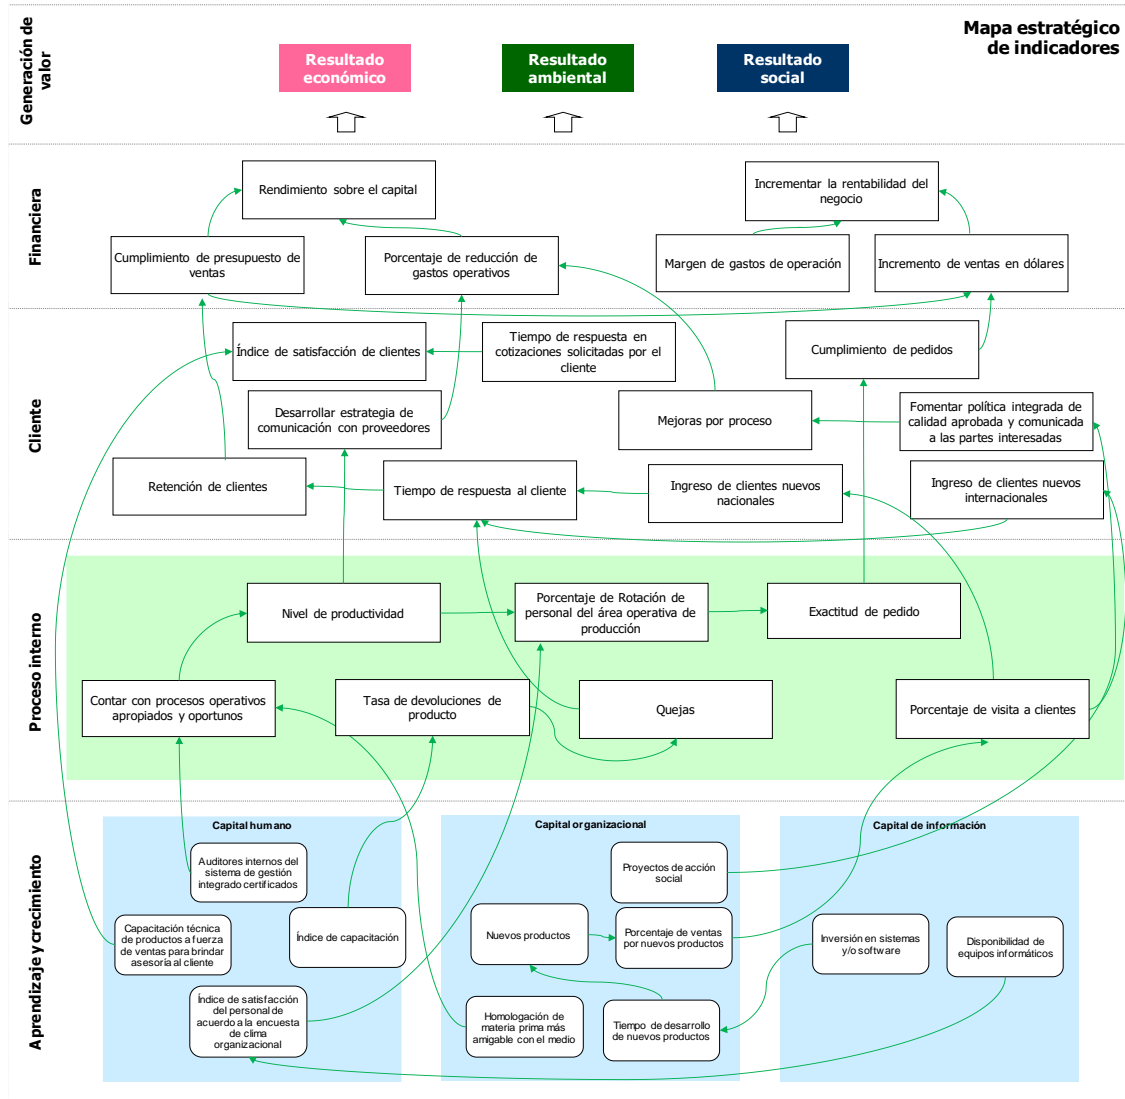 Mapa estratégico
de indicadores
Generación de
valor
Resultado
económico
Resultado
ambiental
Resultado
social
Financiera
Rendimiento sobre el capital
Incrementar la rentabilidad del
negocio
Cumplimiento de presupuesto de
ventas
Porcentaje de reducción de
gastos operativos
Margen de gastos de operación
Incremento de ventas en dólares
Cliente
Índice de satisfacción de clientes
Tiempo de respuesta en
cotizaciones solicitadas por el
cliente
Cumplimiento de pedidos
Desarrollar estrategia de
comunicación con proveedores
Mejoras por proceso
Fomentar política integrada de
calidad aprobada y comunicada
a las partes interesadas
Retención de clientes
Tiempo de respuesta al cliente
Ingreso de clientes nuevos
nacionales
Ingreso de clientes nuevos
internacionales
Proceso interno
Nivel de productividad
Porcentaje de Rotación de
personal del área operativa de
producción
Exactitud de pedido
Contar con procesos operativos
apropiados y oportunos
Tasa de devoluciones de
producto
Quejas
Porcentaje de visita a clientes
Aprendizaje y crecimiento
Capital humano
Auditores internos del
sistema de gestión
integrado certificados
Capacitación técnica
de productos a fuerza
de ventas para brindar
asesoría al cliente
Índice de capacitación
Índice de satisfacción
del personal de
acuerdo a la encuesta
de clima
organizacional
Capital organizacional
Proyectos de acción
social
Nuevos productos
Porcentaje de ventas
por nuevos productos
Homologación de
materia prima más
amigable con el medio
Tiempo de desarrollo
de nuevos productos
Capital de información
Inversión en sistemas
y/o software
Disponibilidad de
equipos informáticos